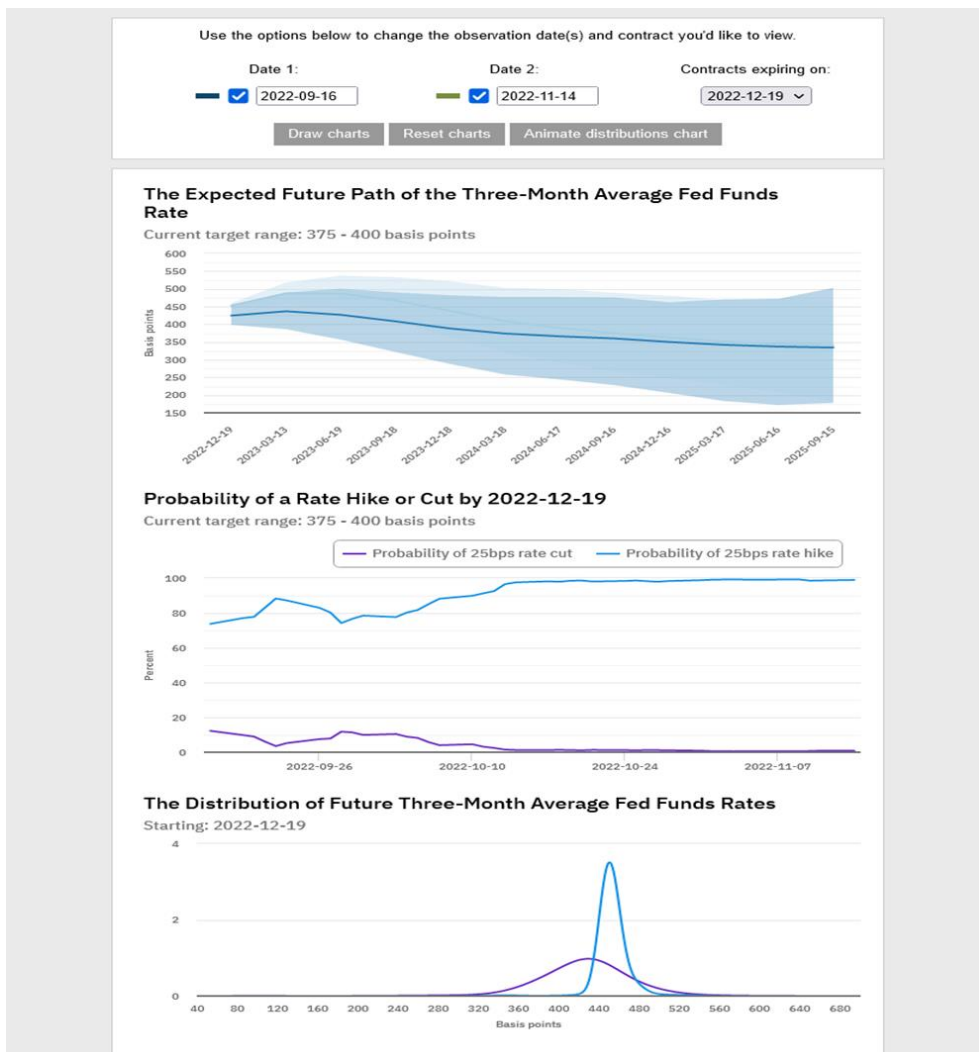 Use the options below to change the observation date(s) and contract you'd like to view.
Date 1:
Date 2:
Contracts expiring on:
2022-09-16
2022-11-14
2022-12-19
Draw charts
Reset charts
Animate distributions chart
The Expected Future Path of the Three-Month Average Fed Funds
Rate
Current target range: 375 - 400 basis points
600
550
500
450
400
350
300
250
200
150
Basis points
2022-12-19
2023-03-13
2023-06-19
2023-09-18
2023-12-18
2024-03-18
2024-06-17
2024-09-16
2024-12-16
2025-03-17
2025-06-16
2025-09-15
Probability of a Rate Hike or Cut by 2022-12-19
Current target range: 375 - 400 basis points
Probability of 25bps rate cut
Probability of 25bps rate hike
100
80
60
40
20
0
Percent
2022-09-26
2022-10-10
2022-10-24
2022-11-07
The Distribution of Future Three-Month Average Fed Funds Rates
Starting: 2022-12-19
4
2
0
40 80 120 160 200 240 280 320 360 400 440 480 520 560 600 640 680
Basis points